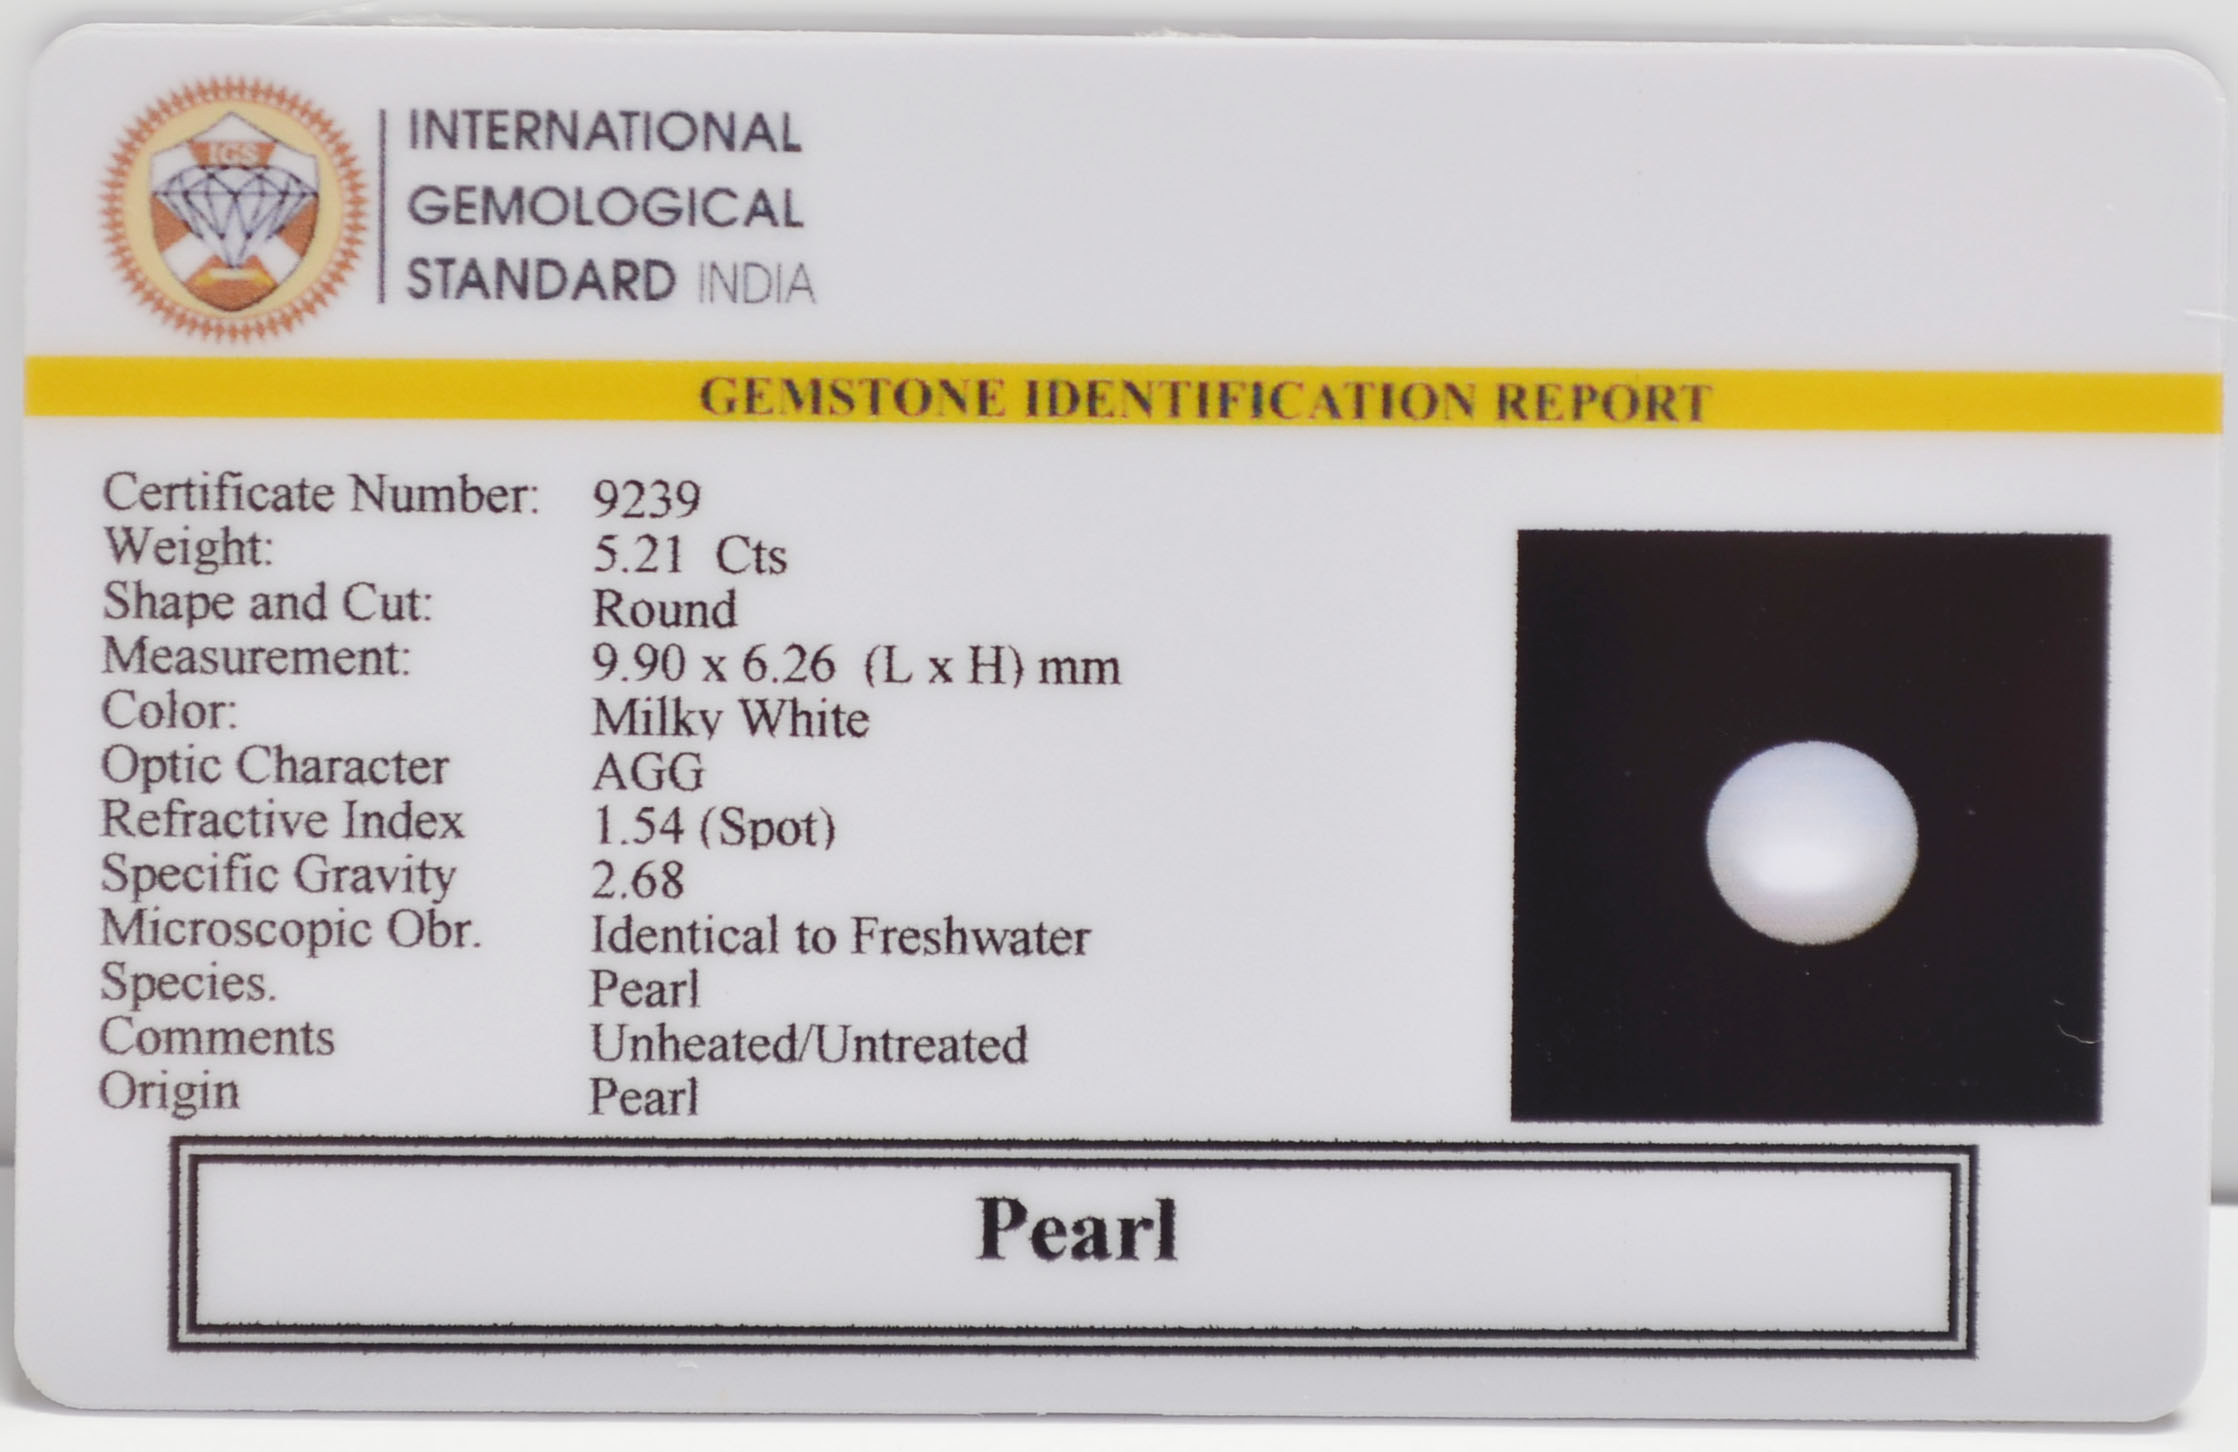 IGS
INTERNATIONAL
GEMOLOGICAL
STANDARD INDIA
GEMSTONE IDENTIFICATION REPORT
Certificate Number: 9239
Weight: 5.21 Cts
Shape and Cut: Round
Measurement: 9.90 x 6.26 (L x H) mm
Color: Milky White
Optic Character AGG
Refractive Index 1.54 (Spot)
Specific Gravity 2.68
Microscopic Obr. Identical to Freshwater
Species. Pearl
Comments Unheated/Untreated
Origin Pearl
Pearl